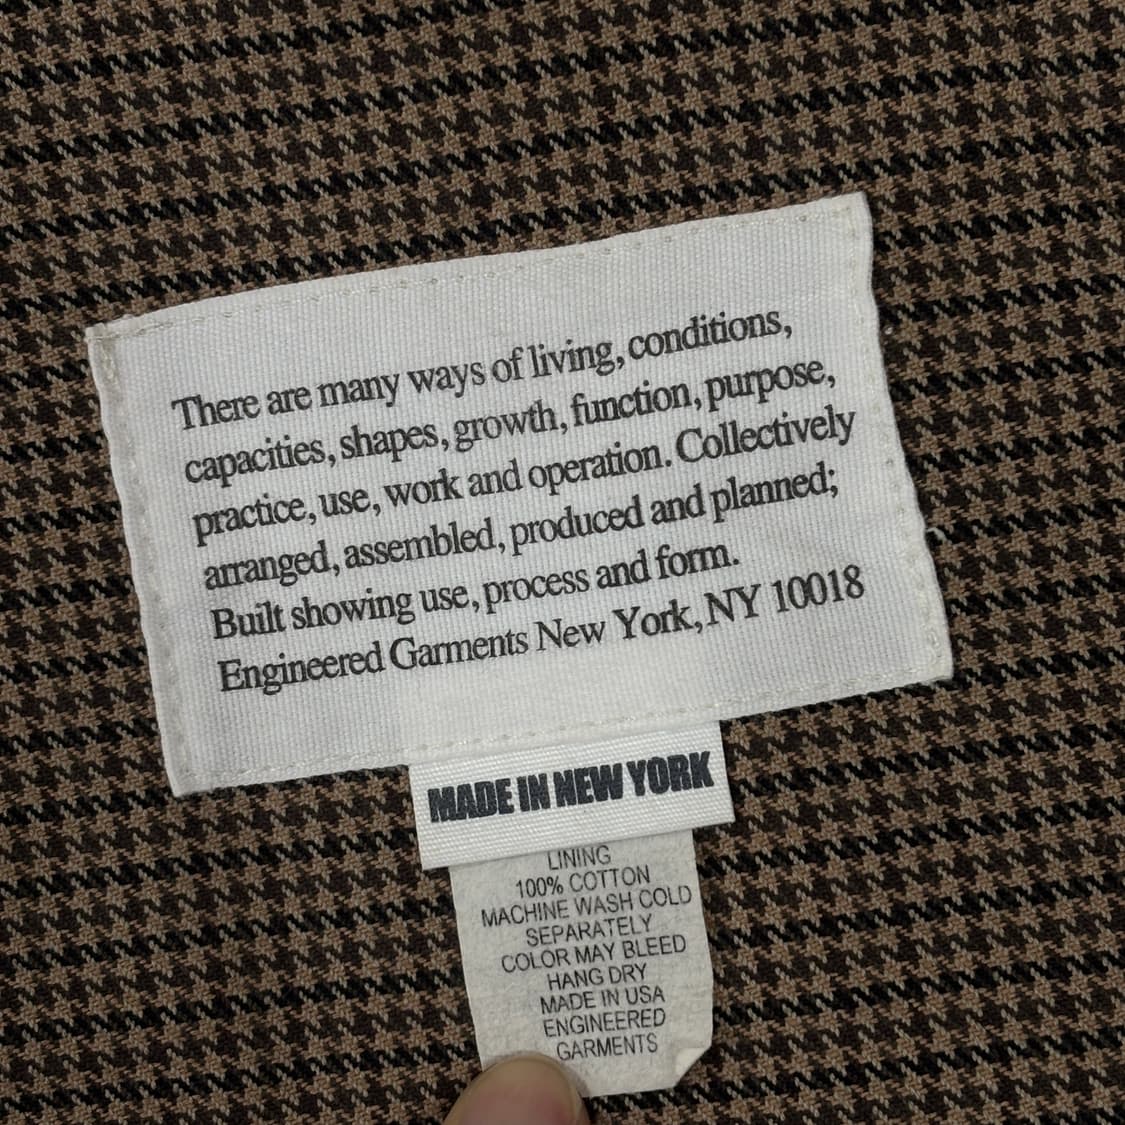 There are many ways of living, conditions,
capacities, shapes, growth, function, purpose,
practice, use, work and operation. Collectively
arranged, assembled, produced and planned;
Built showing use, process and form.
Engineered Garments New York, NY 10018
MADE IN NEW YORK
LINING
100% COTTON
MACHINE WASH COLD
SEPARATELY
COLOR MAY BLEED
HANG DRY
MADE IN USA
ENGINEERED
GARMENTS